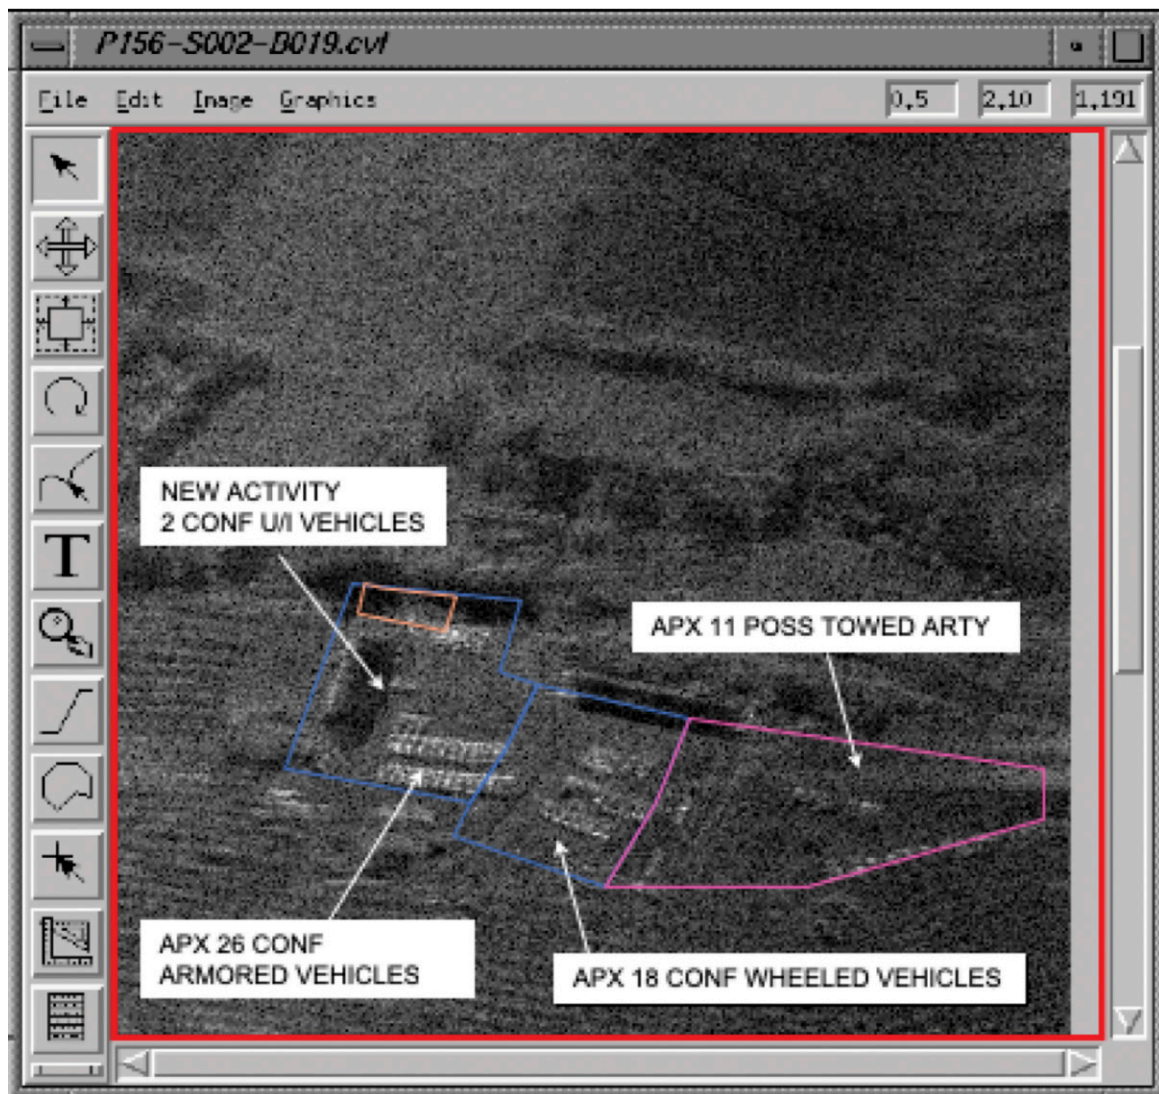 P156-S002-B019.cvf
File Edit Image Graphics 0.5 2.10 1.191
T
NEW ACTIVITY
2 CONF U/I VEHICLES
APX 11 POSS TOWED ARTY
APX 26 CONF
ARMORED VEHICLES
APX 18 CONF WHEELED VEHICLES